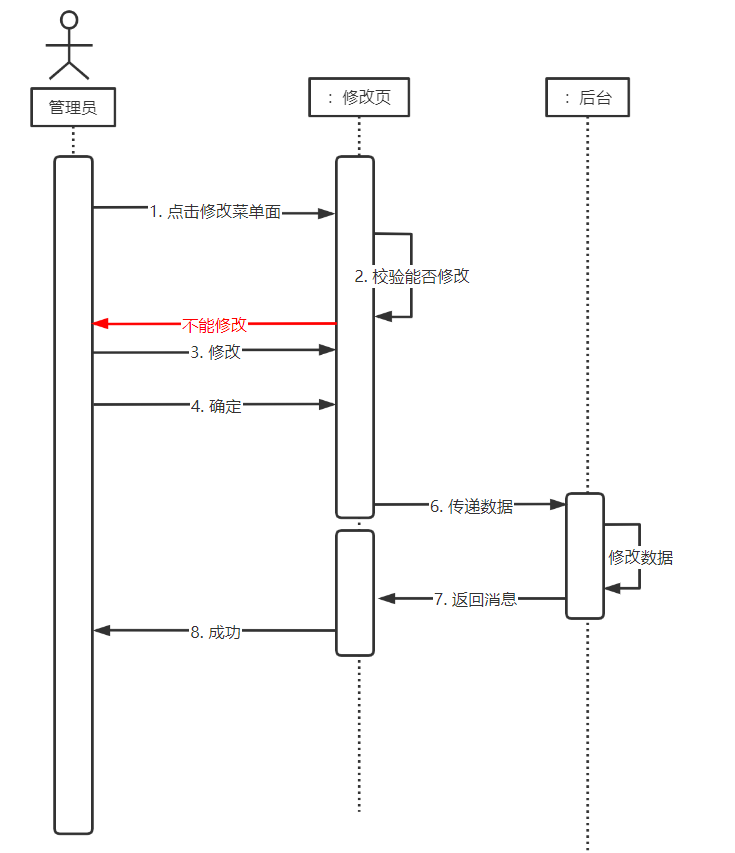 管理员
: 修改页
: 后台
1. 点击修改菜单面
2. 校验能否修改
不能修改
3. 修改
4. 确定
6. 传递数据
修改数据
7. 返回消息
8. 成功